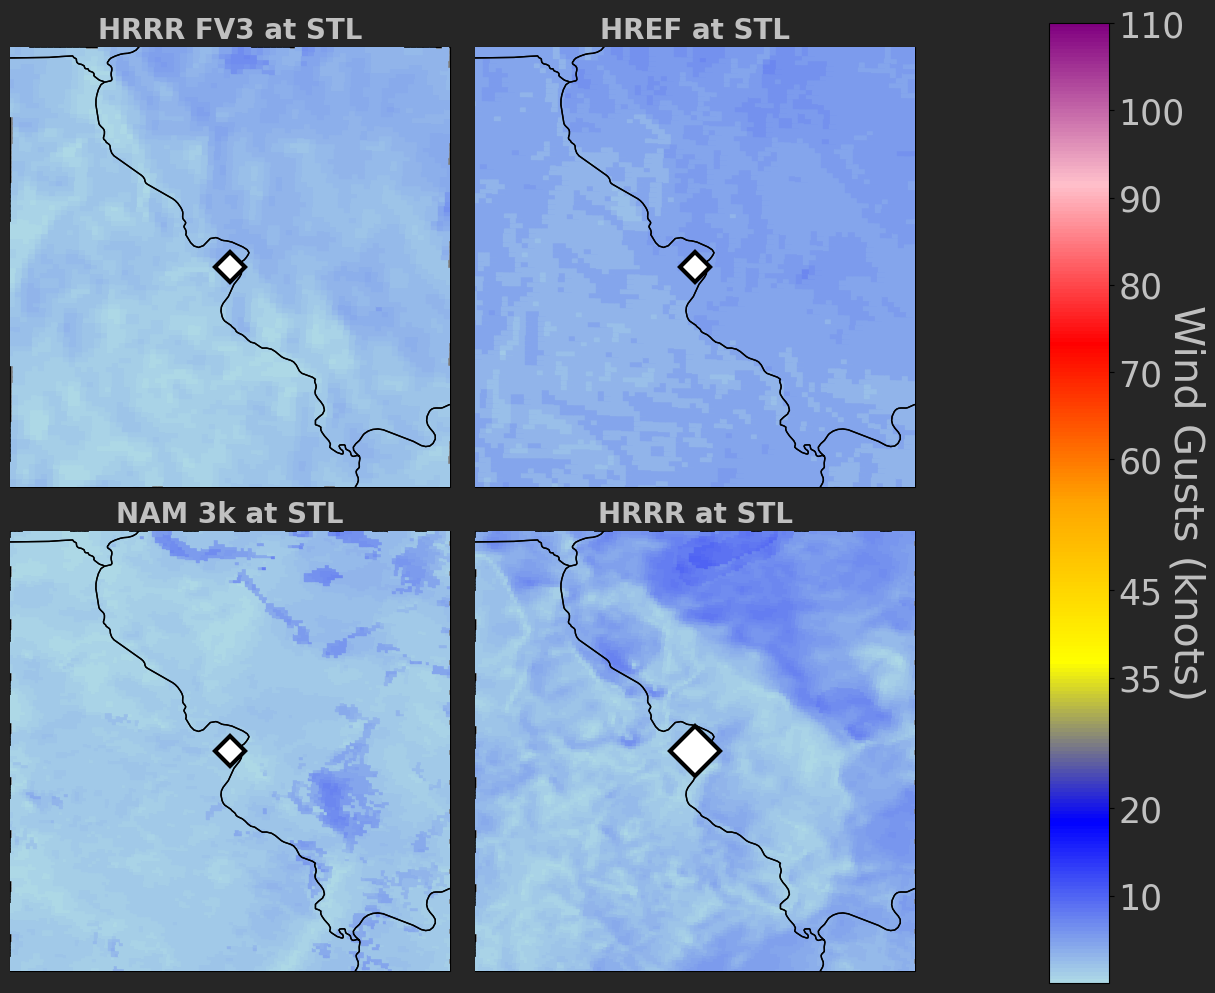 HRRR FV3 at STL
HREF at STL
NAM 3k at STL
HRRR at STL
110
100
90
80
70
60
45
35
20
10
Wind Gusts (knots)